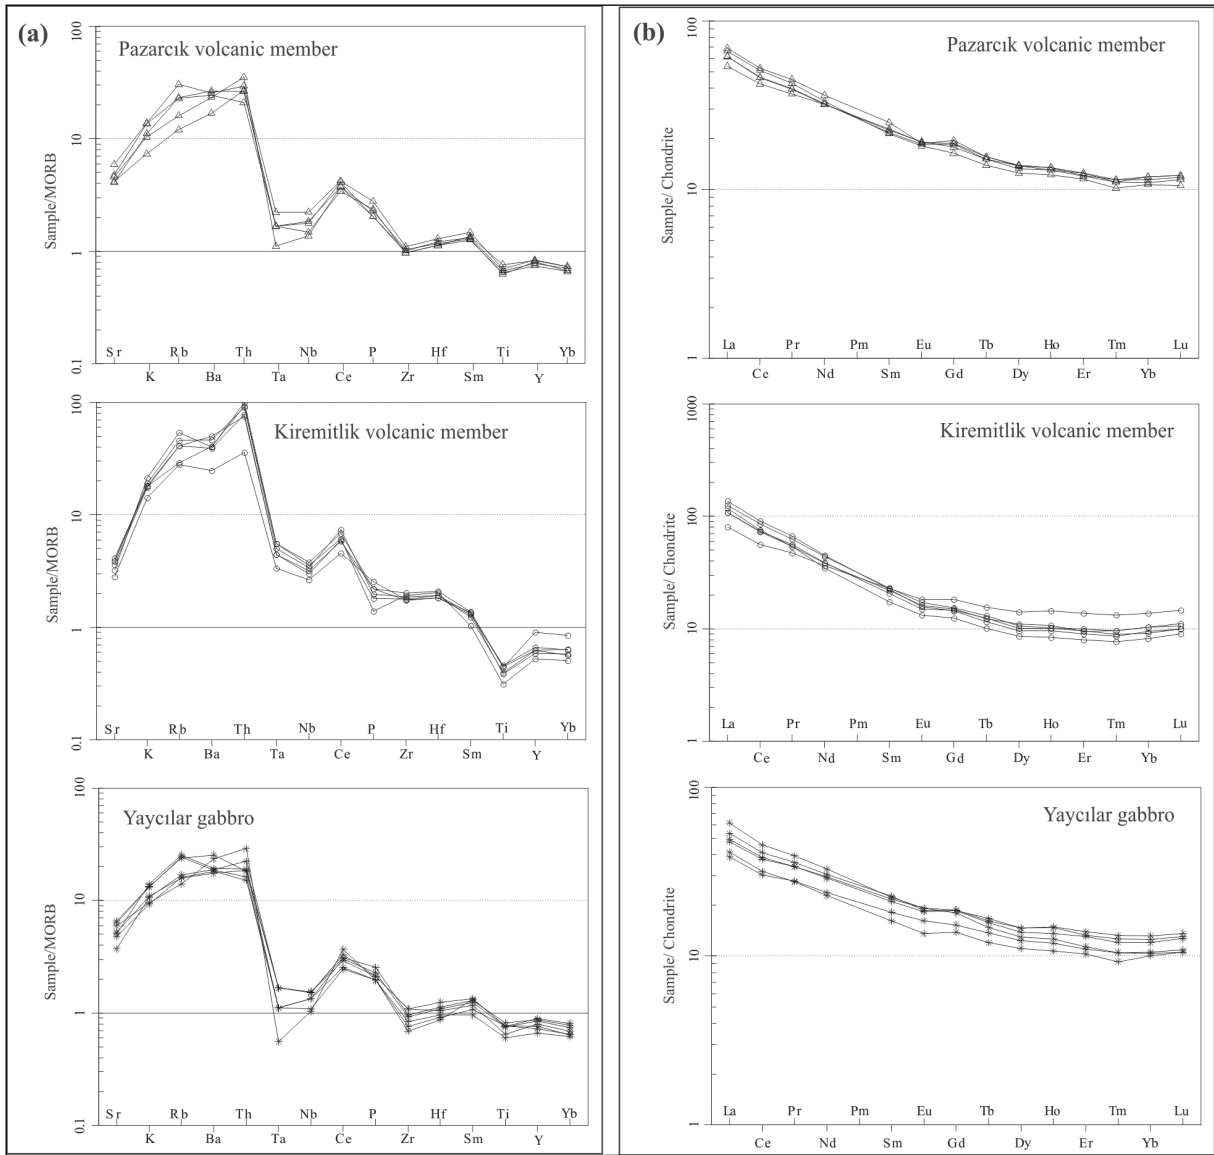 (a)
Pazarcık volcanic member
100
10
1
0.1
Sample/MORB
Sr Rb Th Nb P Hf Ti Yb
K Ba Ta Ce Zr Sm Y
Kiremitlik volcanic member
100
10
1
0.1
Sample/MORB
Sr Rb Th Nb P Hf Ti Yb
K Ba Ta Ce Zr Sm Y
Yaycılar gabbro
100
10
1
0.1
Sample/MORB
Sr Rb Th Nb P Hf Ti Yb
K Ba Ta Ce Zr Sm Y
(b)
Pazarcık volcanic member
100
10
1
Sample/ Chondrite
La Pr Pm Eu Tb Ho Tm Lu
Ce Nd Sm Gd Dy Er Yb
Kiremitlik volcanic member
1000
100
10
1
Sample/ Chondrite
La Pr Pm Eu Tb Ho Tm Lu
Ce Nd Sm Gd Dy Er Yb
Yaycılar gabbro
100
10
1
Sample/ Chondrite
La Pr Pm Eu Tb Ho Tm Lu
Ce Nd Sm Gd Dy Er Yb